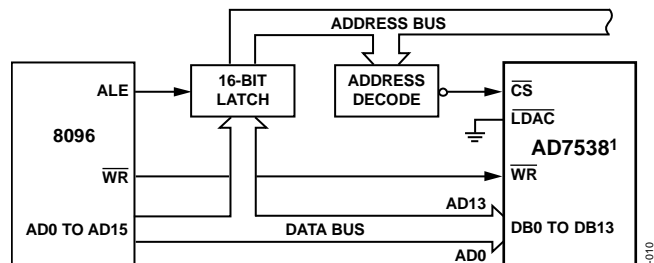 ADDRESS BUS
ALE
16-BIT
LATCH
ADDRESS
DECODE
CS
LDAC
8096
AD7538¹
WR
WR
AD13
AD0 TO AD15
DATA BUS
DB0 TO DB13
AD0
-010